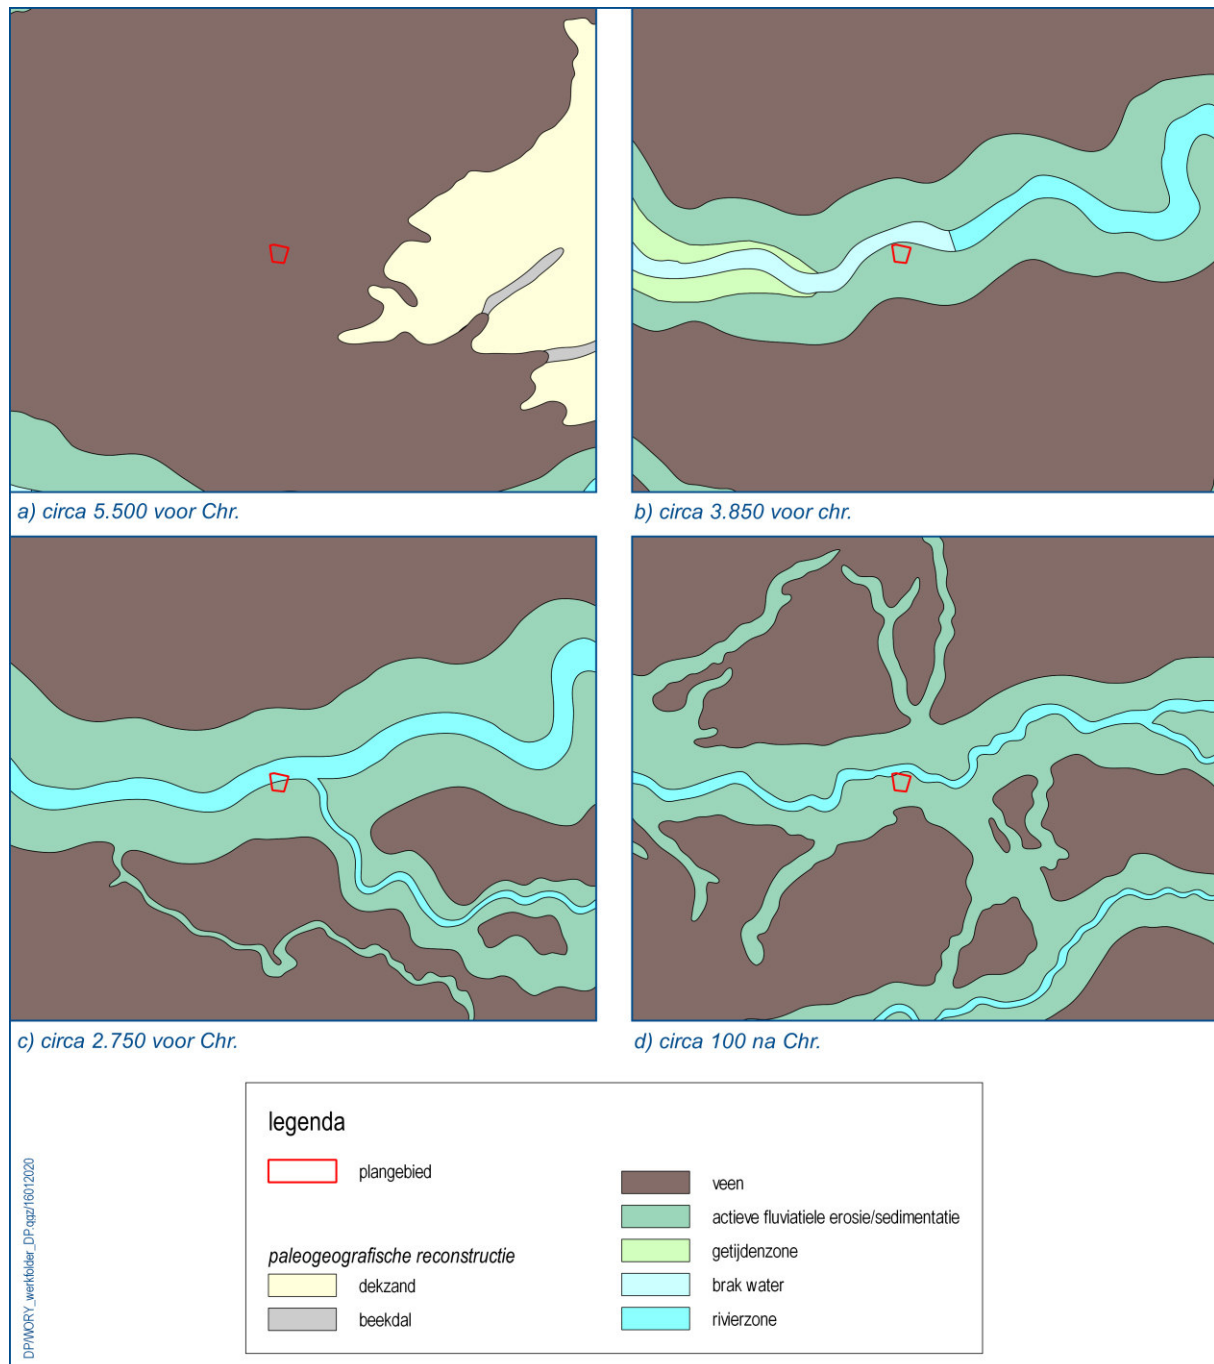 a) circa 5.500 voor Chr.
b) circa 3.850 voor chr.
c) circa 2.750 voor Chr.
d) circa 100 na Chr.
legenda
plangebied
paleogeografische reconstructie
dekzand
beekdal
veen
actieve fluviatiele erosie/sedimentatie
getijdenzone
brak water
rivierzone
DP/WORY_werkfolder_DP.qgz/16012020